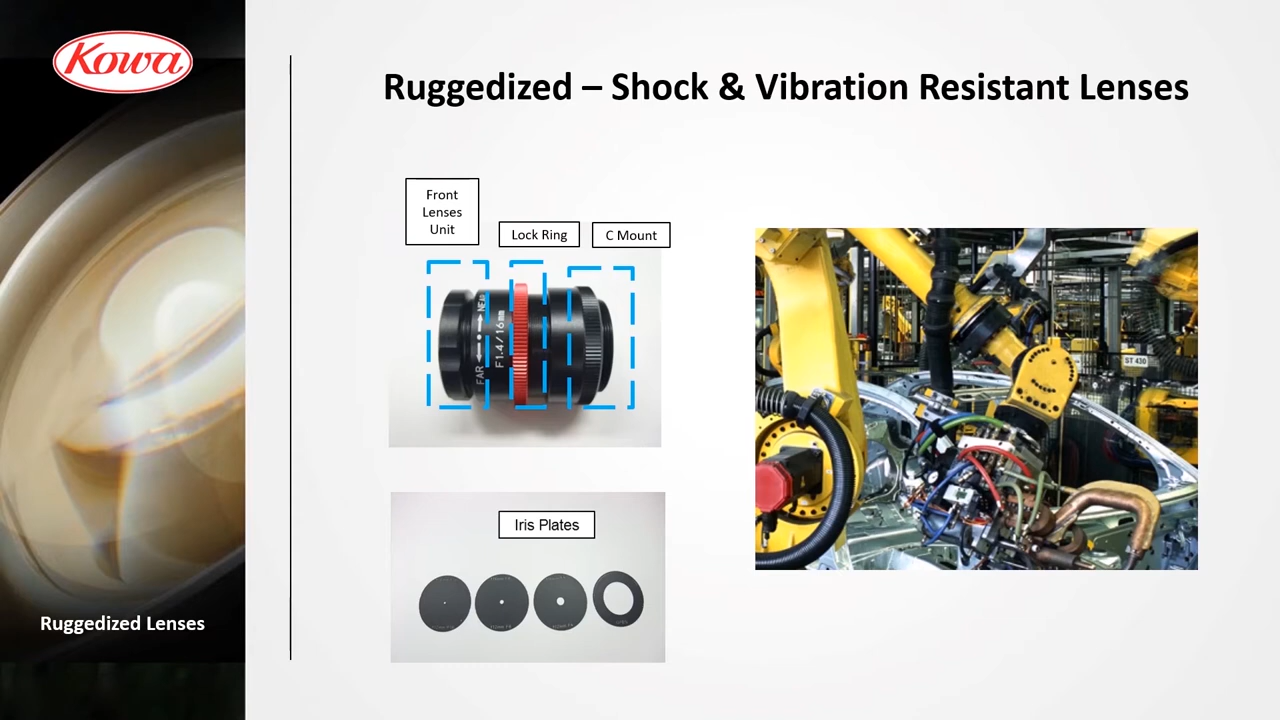 Kowa
Ruggedized – Shock & Vibration Resistant Lenses
Front
Lenses
Unit
Lock Ring
C Mount
FAR
NEAR
F1.4/16mm
ST 430
Iris Plates
Ruggedized Lenses